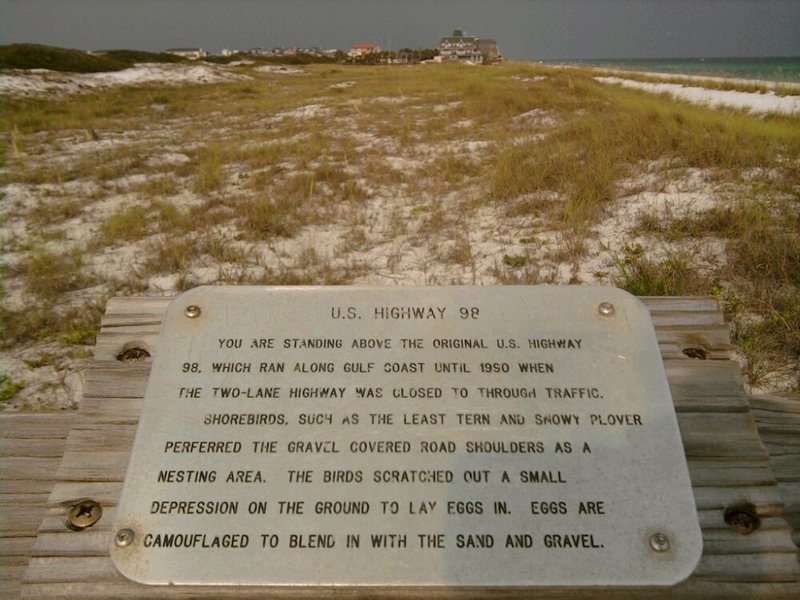 U.S. HIGHWAY 98
YOU ARE STANDING ABOVE THE ORIGINAL U.S. HIGHWAY
98, WHICH RAN ALONG GULF COAST UNTIL 1990 WHEN
THE TWO-LANE HIGHWAY WAS CLOSED TO THROUGH TRAFFIC.
SHOREBIRDS, SUCH AS THE LEAST TERN AND SNOWY PLOVER
PERFERRED THE GRAVEL COVERED ROAD SHOULDERS AS A
NESTING AREA. THE BIRDS SCRATCHED OUT A SMALL
DEPRESSION ON THE GROUND TO LAY EGGS IN. EGGS ARE
CAMOUFLAGED TO BLEND IN WITH THE SAND AND GRAVEL.